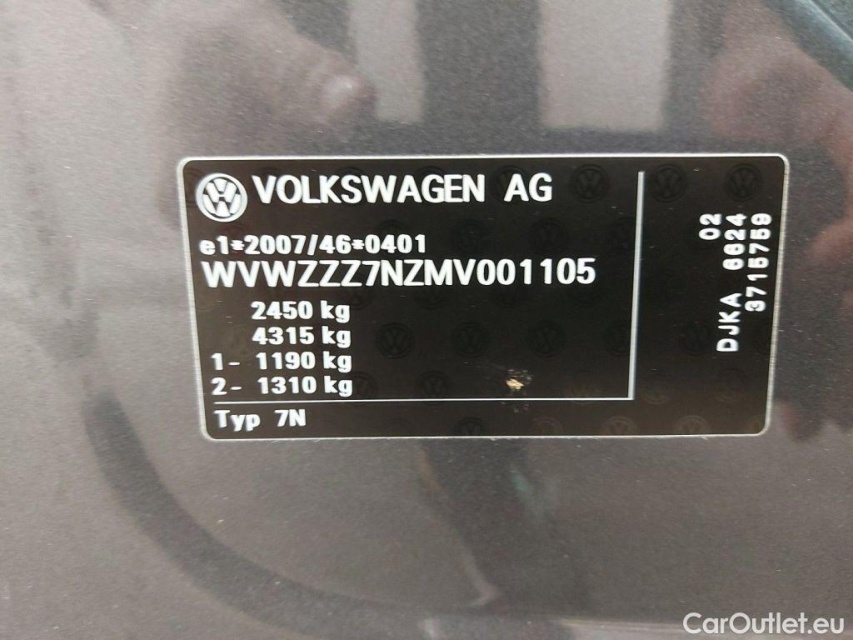 VOLKSWAGEN AG
e1*2007/46*0401
WVWZZZ7NZMV001105
2450 kg
4315 kg
1- 1190 kg
2- 1310 kg
Typ 7N
02
DJKA 6624
3715759
CarOutlet.eu